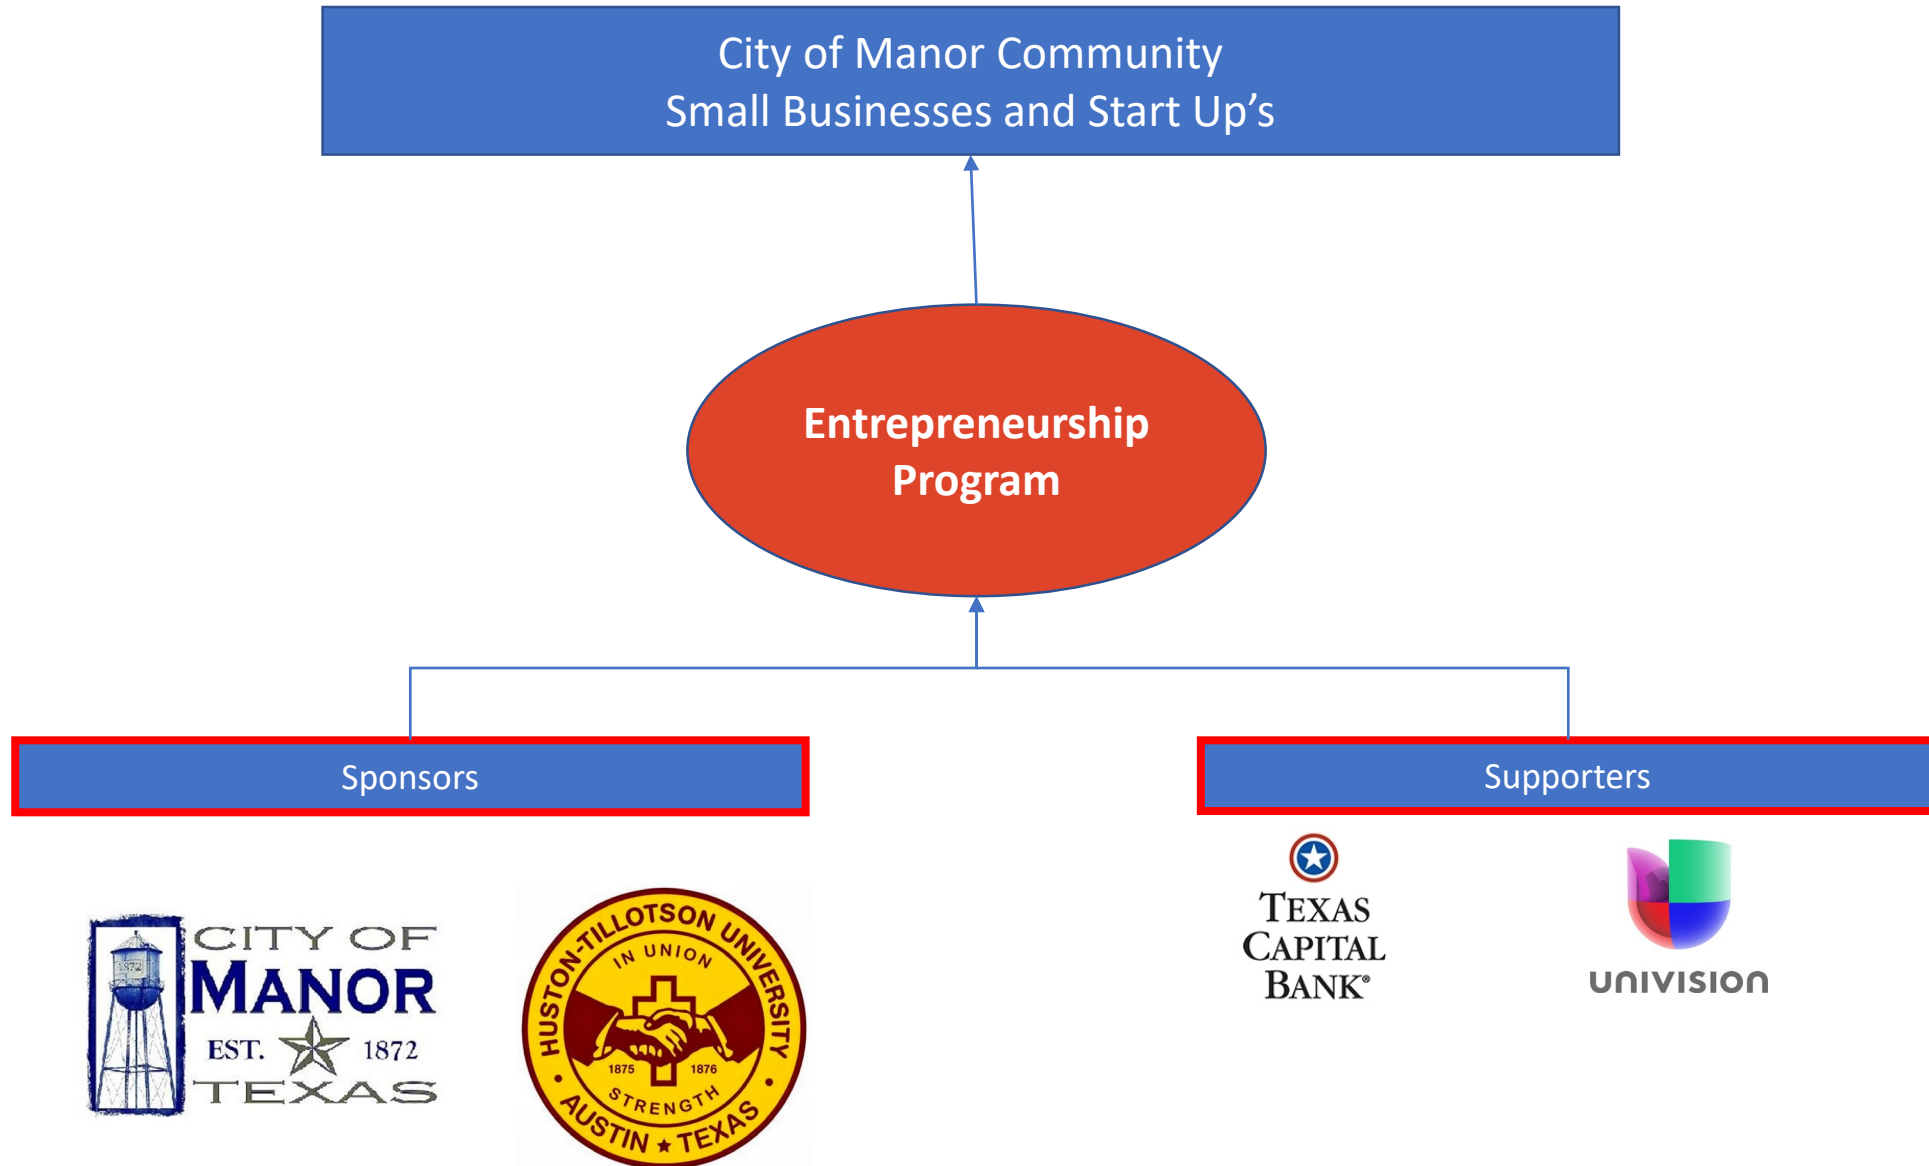 City of Manor Community
Small Businesses and Start Up’s
Entrepreneurship
Program
Sponsors
Supporters
CITY OF
MANOR
EST. 1872
TEXAS
1872
HUSTON-TILLOTSON UNIVERSITY
IN UNION
1875 1876
STRENGTH
AUSTIN ★ TEXAS
TEXAS
CAPITAL
BANK®
UNIVISION